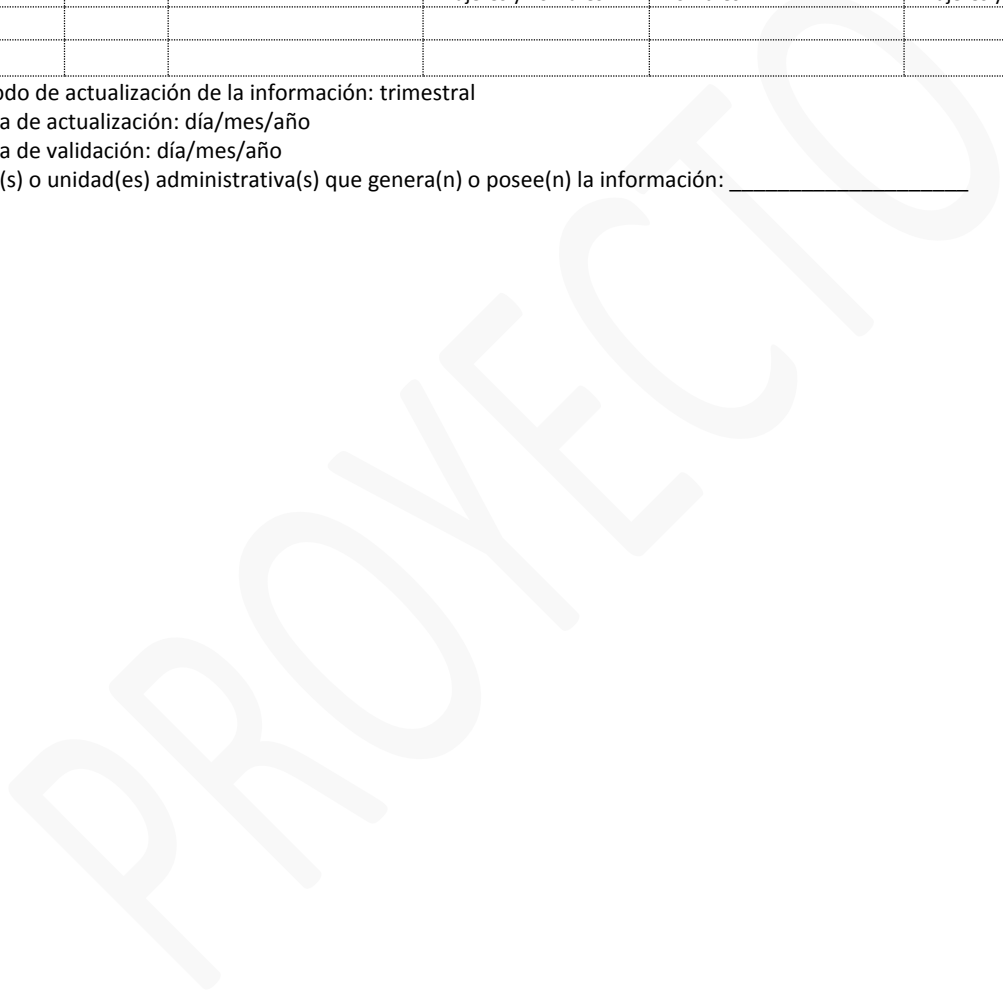 odo de actualización de la información: trimestral
a de actualización: día/mes/año
a de validación: día/mes/año
(s) o unidad(es) administrativa(s) que genera(n) o posee(n) la información: ____________________
PROYECTO